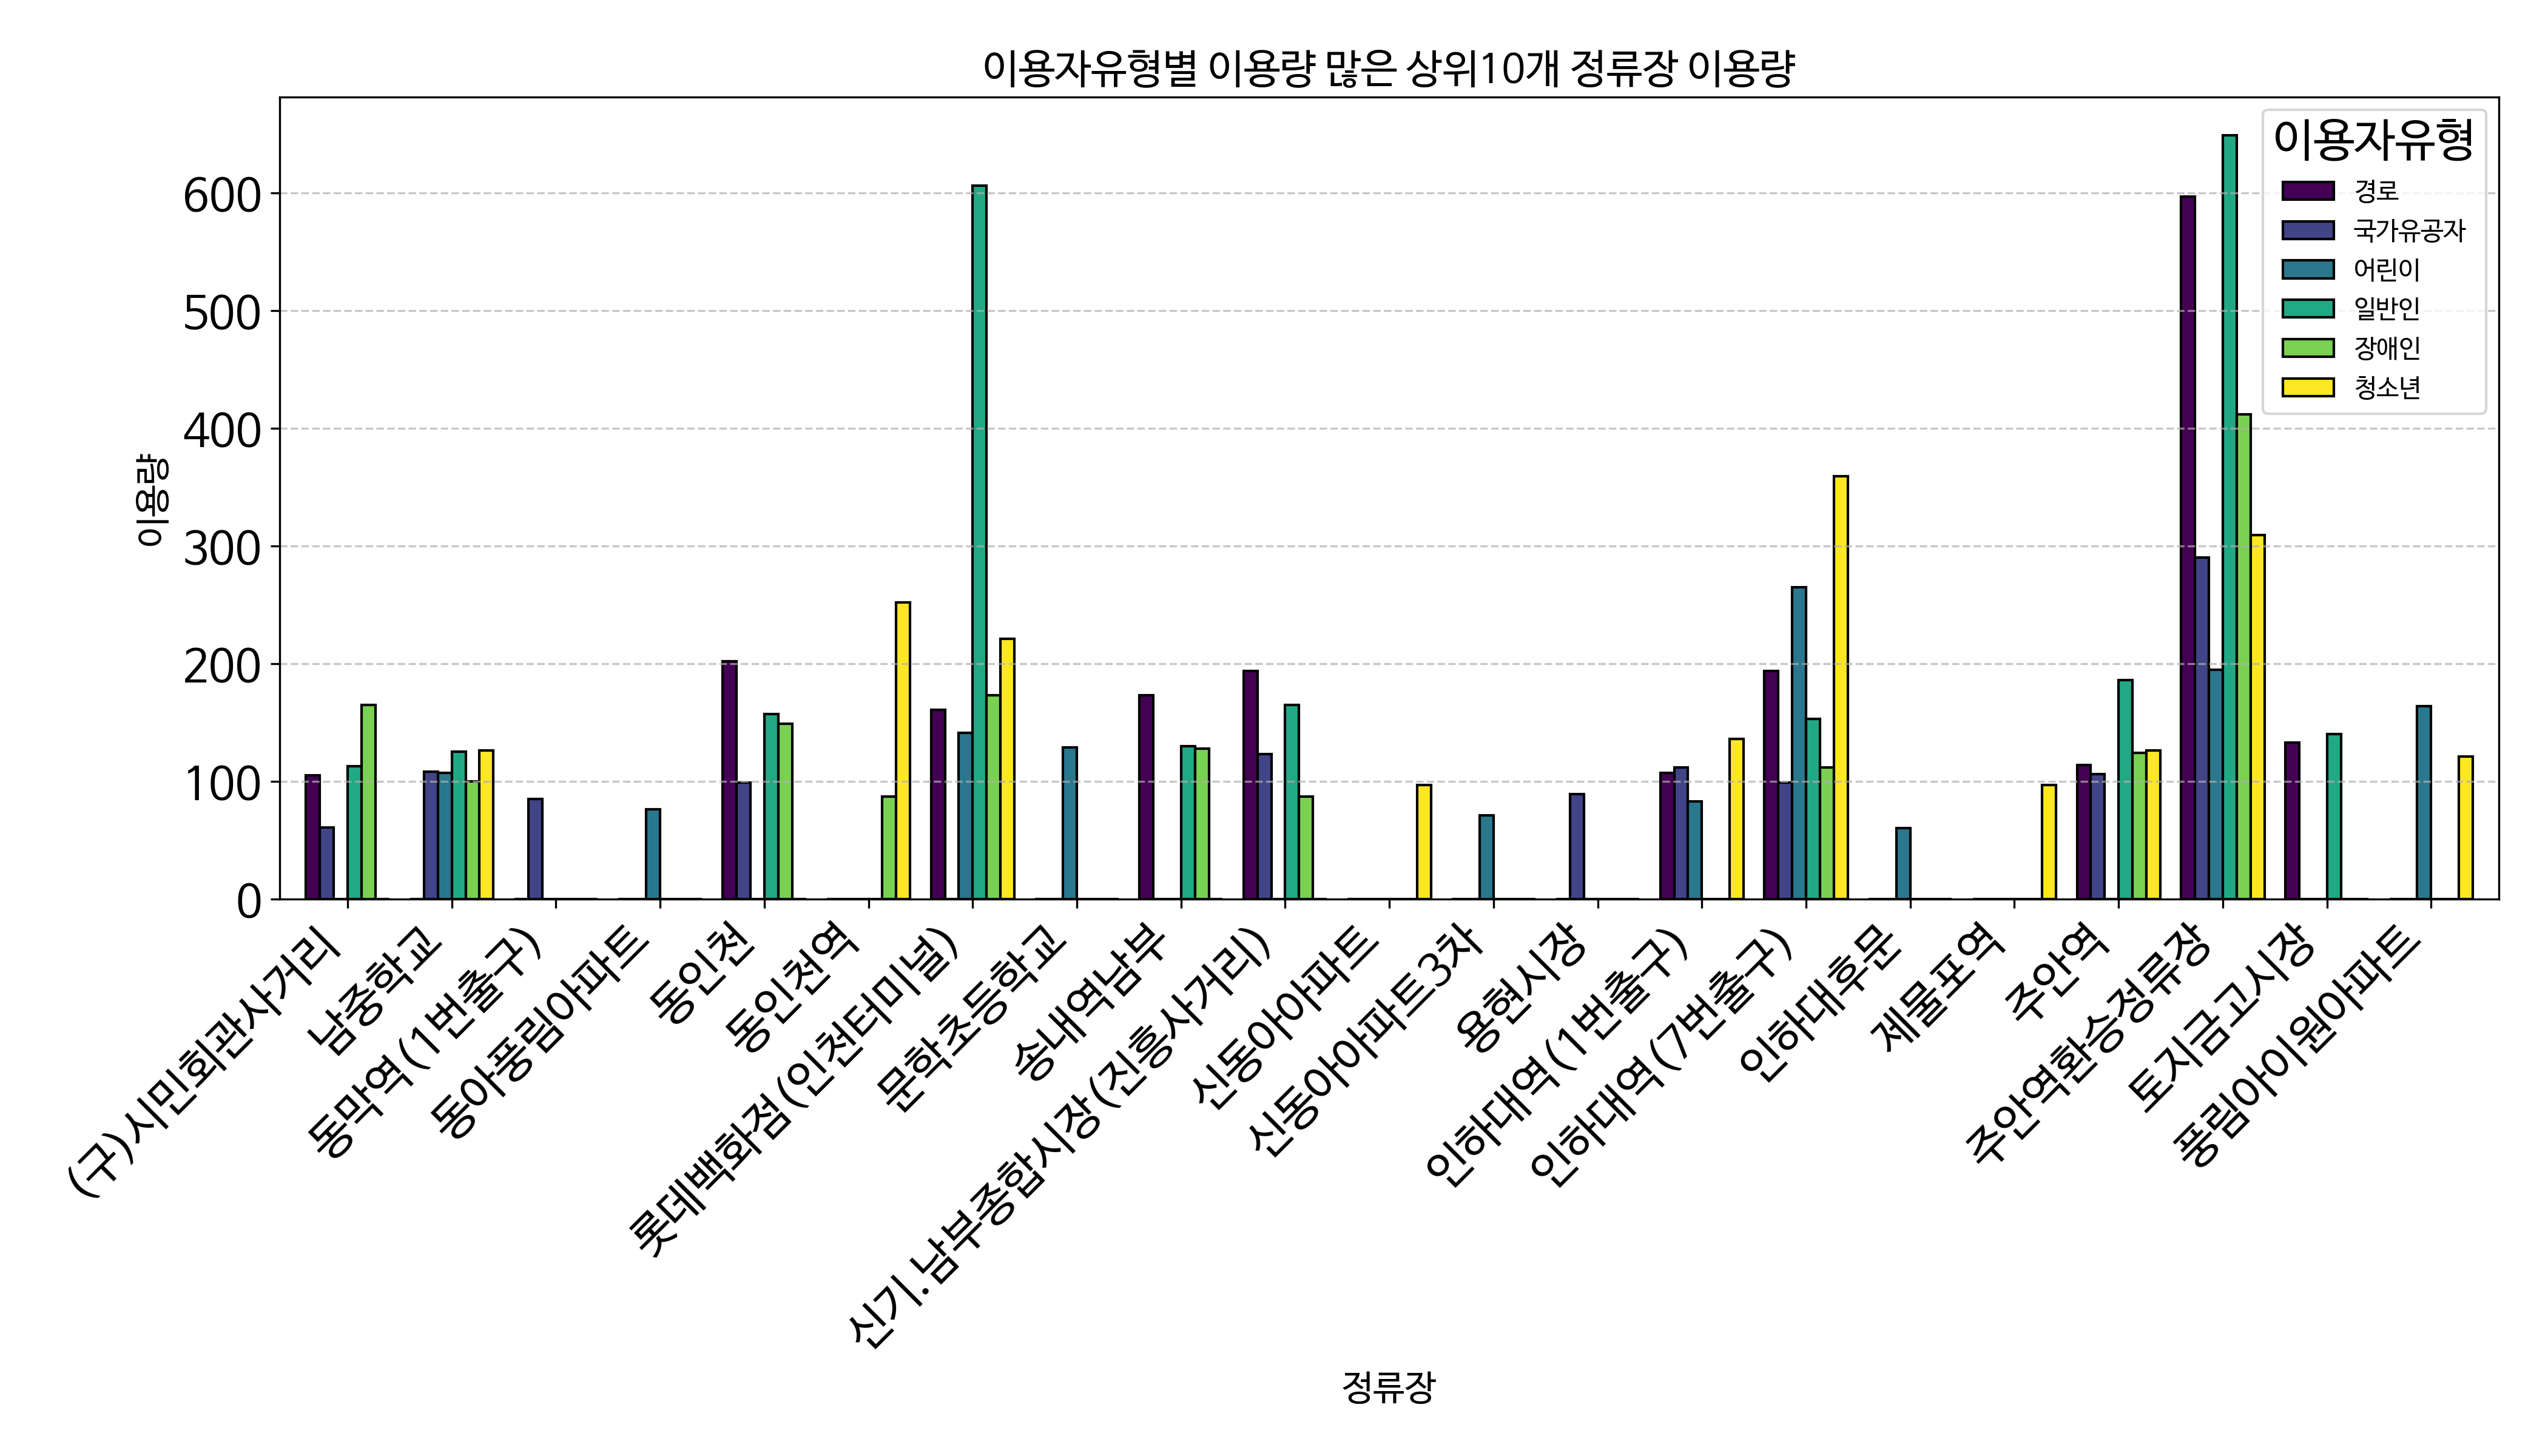 이용자유형별 이용량 많은 상위10개 정류장 이용량
이용자유형
경로
국가유공자
어린이
일반인
장애인
청소년
이용량
600
500
400
300
200
100
0
(구)시민회관사거리
남중학교
동막역(1번출구)
동아풍림아파트
동인천
동인천역
롯데백화점(인천터미널)
문학초등학교
송내역남부
신기.남부종합시장(진흥사거리)
신동아아파트
신동아아파트3차
용현시장
인하대역(1번출구)
인하대역(7번출구)
인하대후문
제물포역
주안역
주안역환승정류장
토지금고시장
풍림아이원아파트
정류장